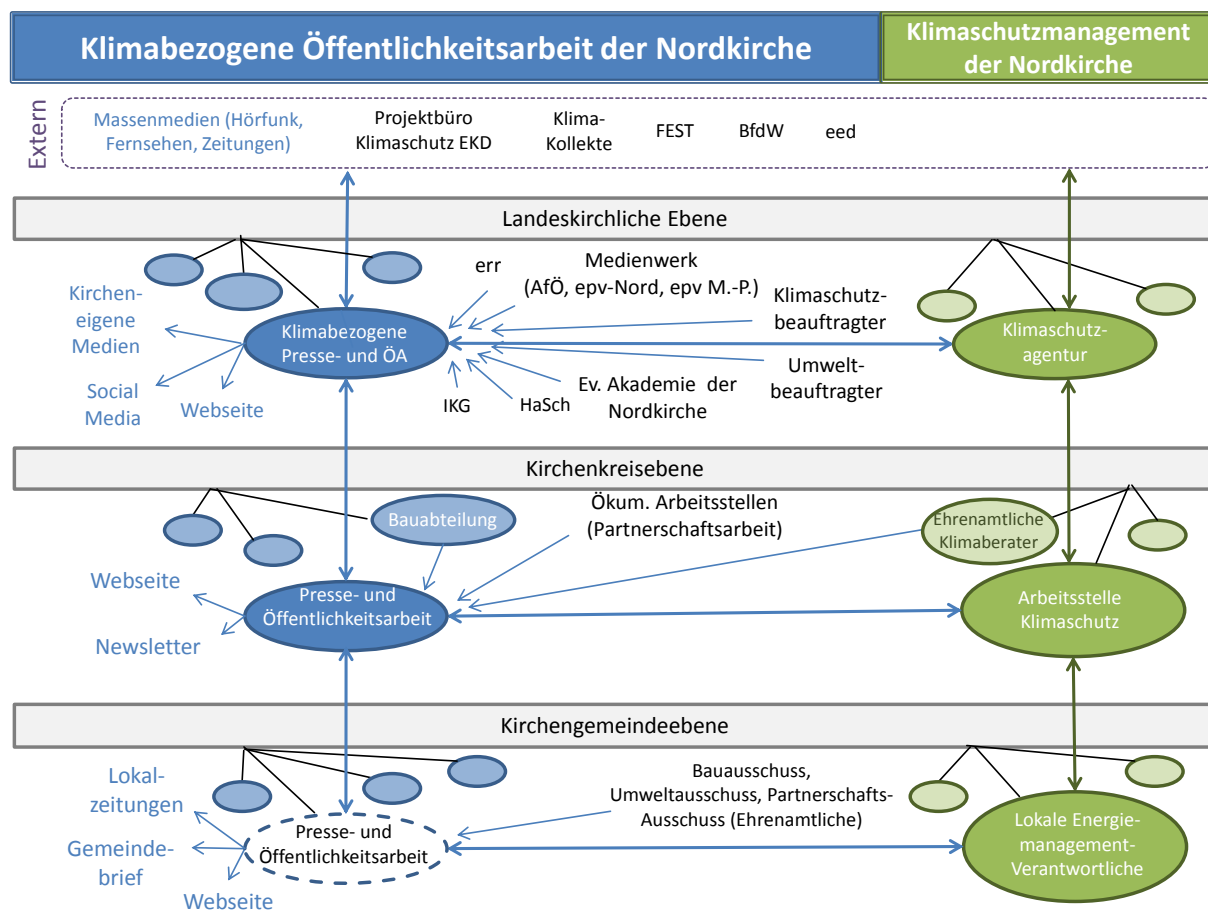 Klimabezogene Öffentlichkeitsarbeit der Nordkirche
Klimaschutzmanagement
der Nordkirche
Extern
Massenmedien (Hörfunk,
Fernsehen, Zeitungen)
Projektbüro
Klimaschutz EKD
Klima-
Kollekte
FEST
BfdW
eed
Landeskirchliche Ebene
err
Medienwerk
(AfÖ, epv-Nord, epv M.-P.)
Kirchen-
eigene
Medien
Klimabezogene
Presse- und ÖA
Klimaschutz-
beauftragter
Klimaschutz-
agentur
Social
Media
Webseite
IKG
HaSch
Ev. Akademie der
Nordkirche
Umwelt-
beauftragter
Kirchenkreisebene
Bauabteilung
Ökum. Arbeitsstellen
(Partnerschaftsarbeit)
Ehrenamtliche
Klimaberater
Webseite
Newsletter
Presse- und
Öffentlichkeitsarbeit
Arbeitsstelle
Klimaschutz
Kirchengemeindeebene
Lokal-
zeitungen
Bauausschuss,
Umweltausschuss, Partnerschafts-
Ausschuss (Ehrenamtliche)
Gemeinde-
brief
Webseite
Presse- und
Öffentlichkeitsarbeit
Lokale Energie-
management-
Verantwortliche